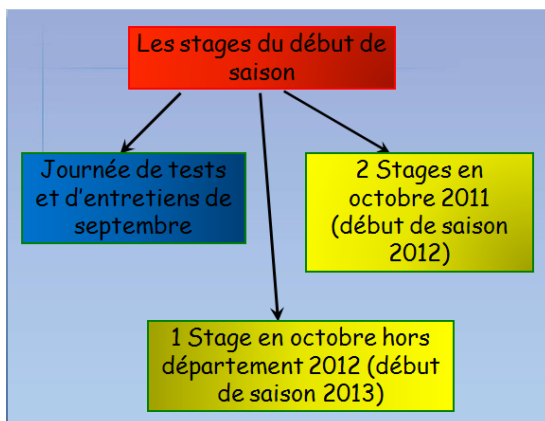 Les stages du début de
saison
Journée de tests
et d'entretiens de
septembre
2 Stages en
octobre 2011
(début de saison
2012)
1 Stage en octobre hors
département 2012 (début
de saison 2013)